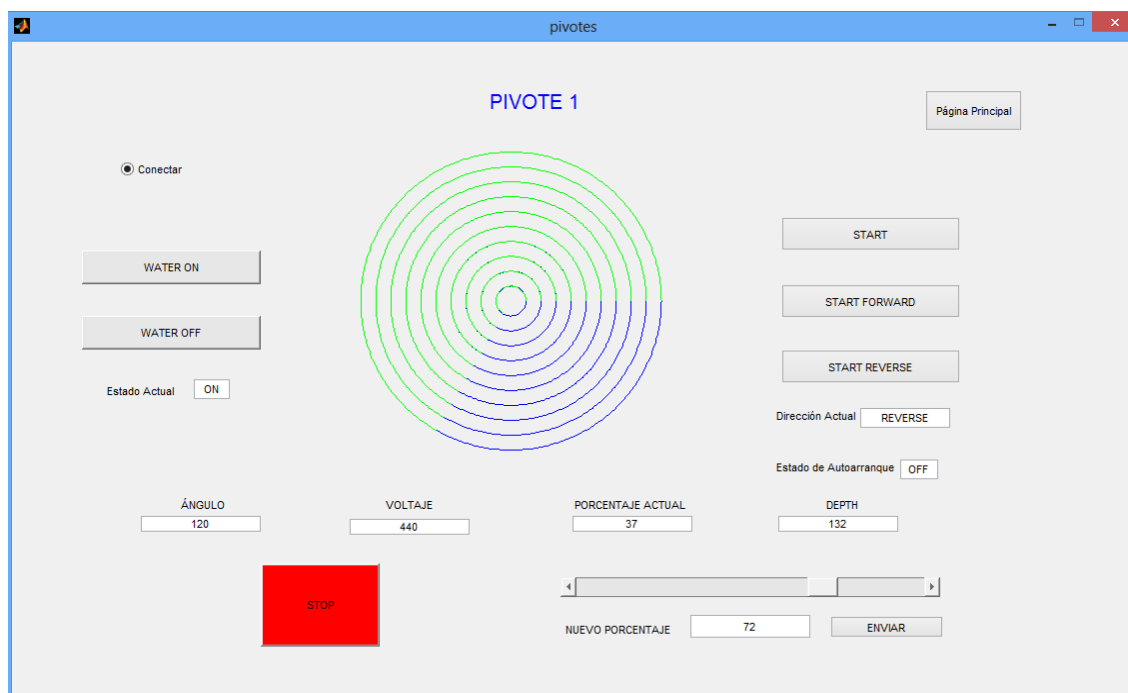 pivotes
PIVOTE 1
Página Principal
Conectar
START
WATER ON
START FORWARD
WATER OFF
START REVERSE
Estado Actual ON
Dirección Actual REVERSE
Estado de Autoarranque OFF
ÁNGULO VOLTAJE PORCENTAJE ACTUAL DEPTH
120 440 37 132
STOP
NUEVO PORCENTAJE 72 ENVIAR